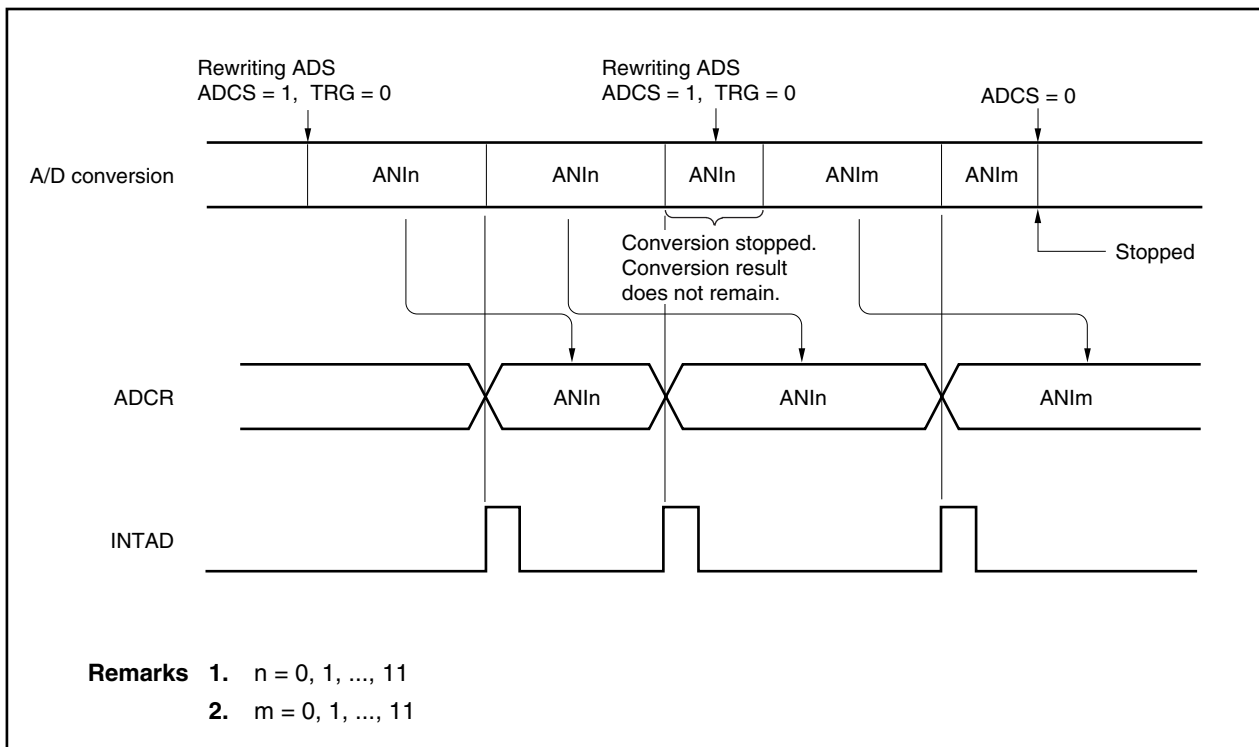 Rewriting ADS
ADCS = 1, TRG = 0
Rewriting ADS
ADCS = 1, TRG = 0
ADCS = 0
A/D conversion
ANIn
ANIn
ANIn
ANIm
ANIm
Conversion stopped.
Conversion result
does not remain.
Stopped
ADCR
ANIn
ANIn
ANIm
INTAD
Remarks 1. n = 0, 1, ..., 11
2. m = 0, 1, ..., 11